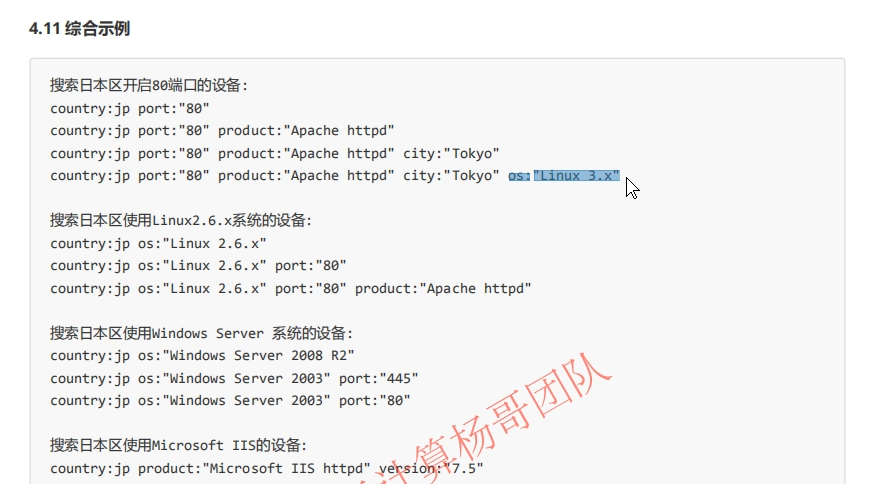 4.11 综合示例
搜索日本区开启80端口的设备:
country:jp port:"80"
country:jp port:"80" product:"Apache httpd"
country:jp port:"80" product:"Apache httpd" city:"Tokyo"
country:jp port:"80" product:"Apache httpd" city:"Tokyo" os:"Linux 3.x"
搜索日本区使用Linux2.6.x系统的设备:
country:jp os:"Linux 2.6.x"
country:jp os:"Linux 2.6.x" port:"80"
country:jp os:"Linux 2.6.x" port:"80" product:"Apache httpd"
搜索日本区使用Windows Server 系统的设备:
country:jp os:"Windows Server 2008 R2"
country:jp os:"Windows Server 2003" port:"445"
country:jp os:"Windows Server 2003" port:"80"
搜索日本区使用Microsoft IIS的设备:
country:jp product:"Microsoft IIS httpd" version:"7.5"
计算杨哥团队